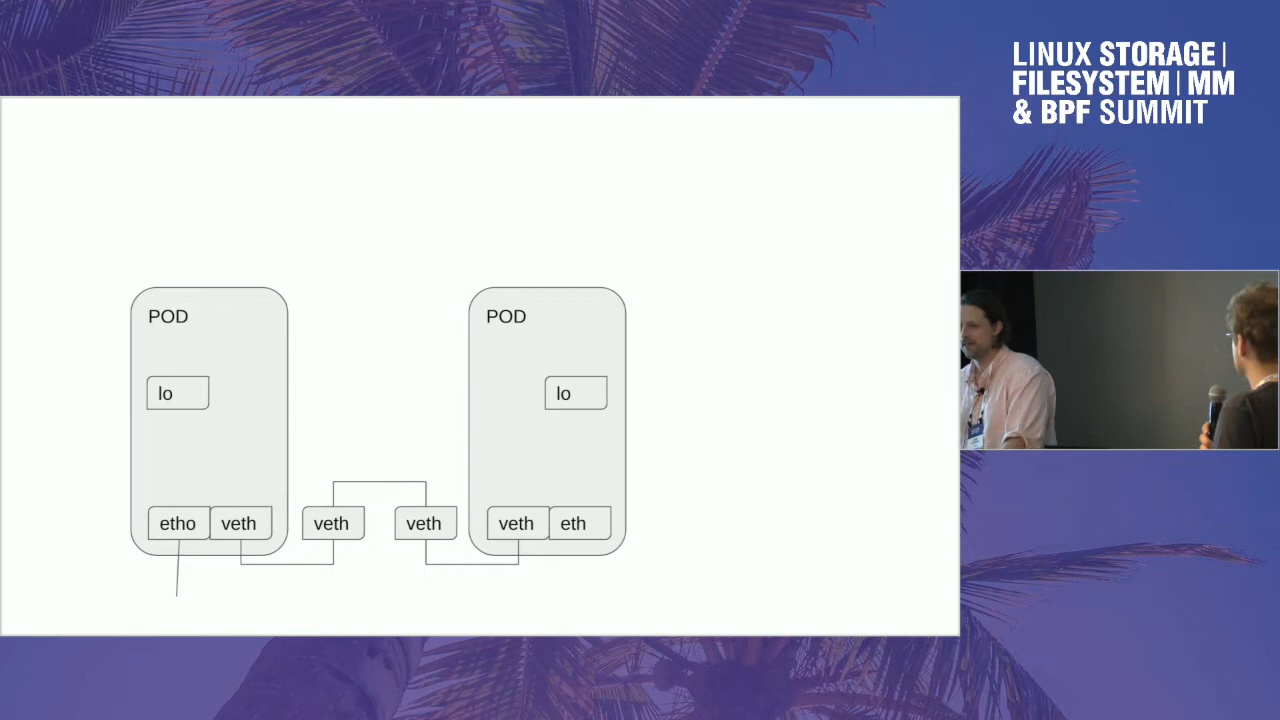 LINUX STORAGE |
FILESYSTEM | MM
& BPF SUMMIT
POD
POD
lo
lo
etho
veth
veth
veth
veth
eth